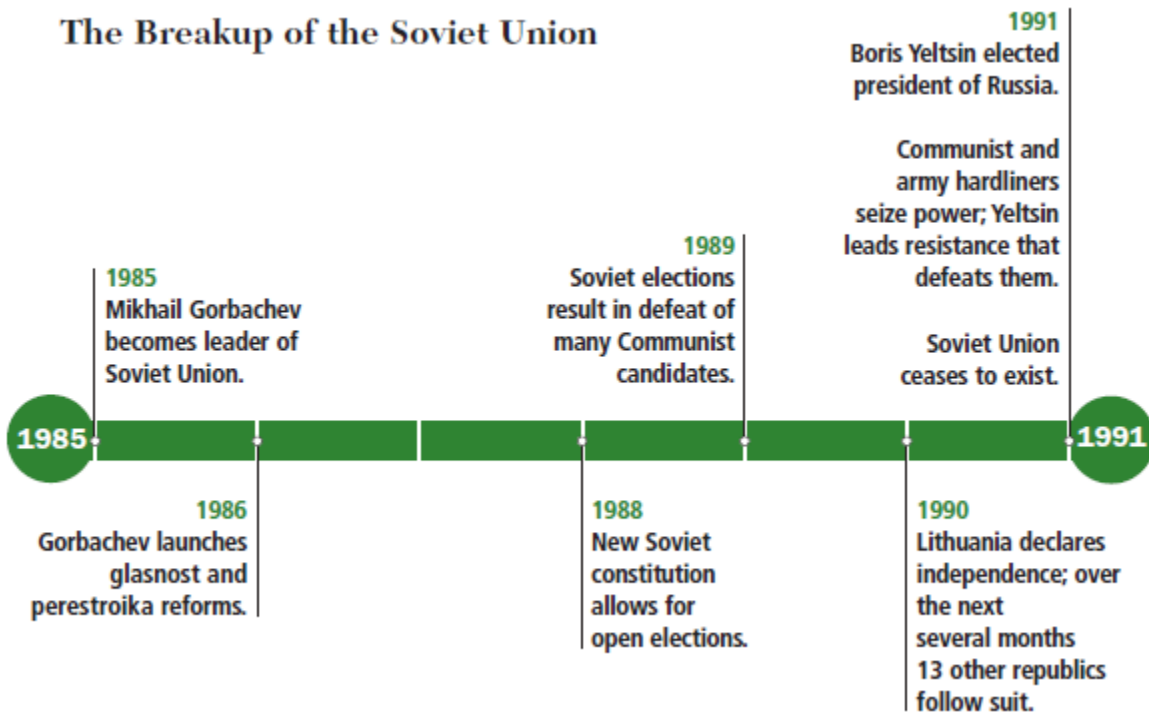 The Breakup of the Soviet Union
1985
Mikhail Gorbachev
becomes leader of
Soviet Union.
1989
Soviet elections
result in defeat of
many Communist
candidates.
1991
Boris Yeltsin elected
president of Russia.
Communist and
army hardliners
seize power; Yeltsin
leads resistance that
defeats them.
Soviet Union
ceases to exist.
1985
1991
1986
Gorbachev launches
glasnost and
perestroika reforms.
1988
New Soviet
constitution
allows for
open elections.
1990
Lithuania declares
independence; over
the next
several months
13 other republics
follow suit.